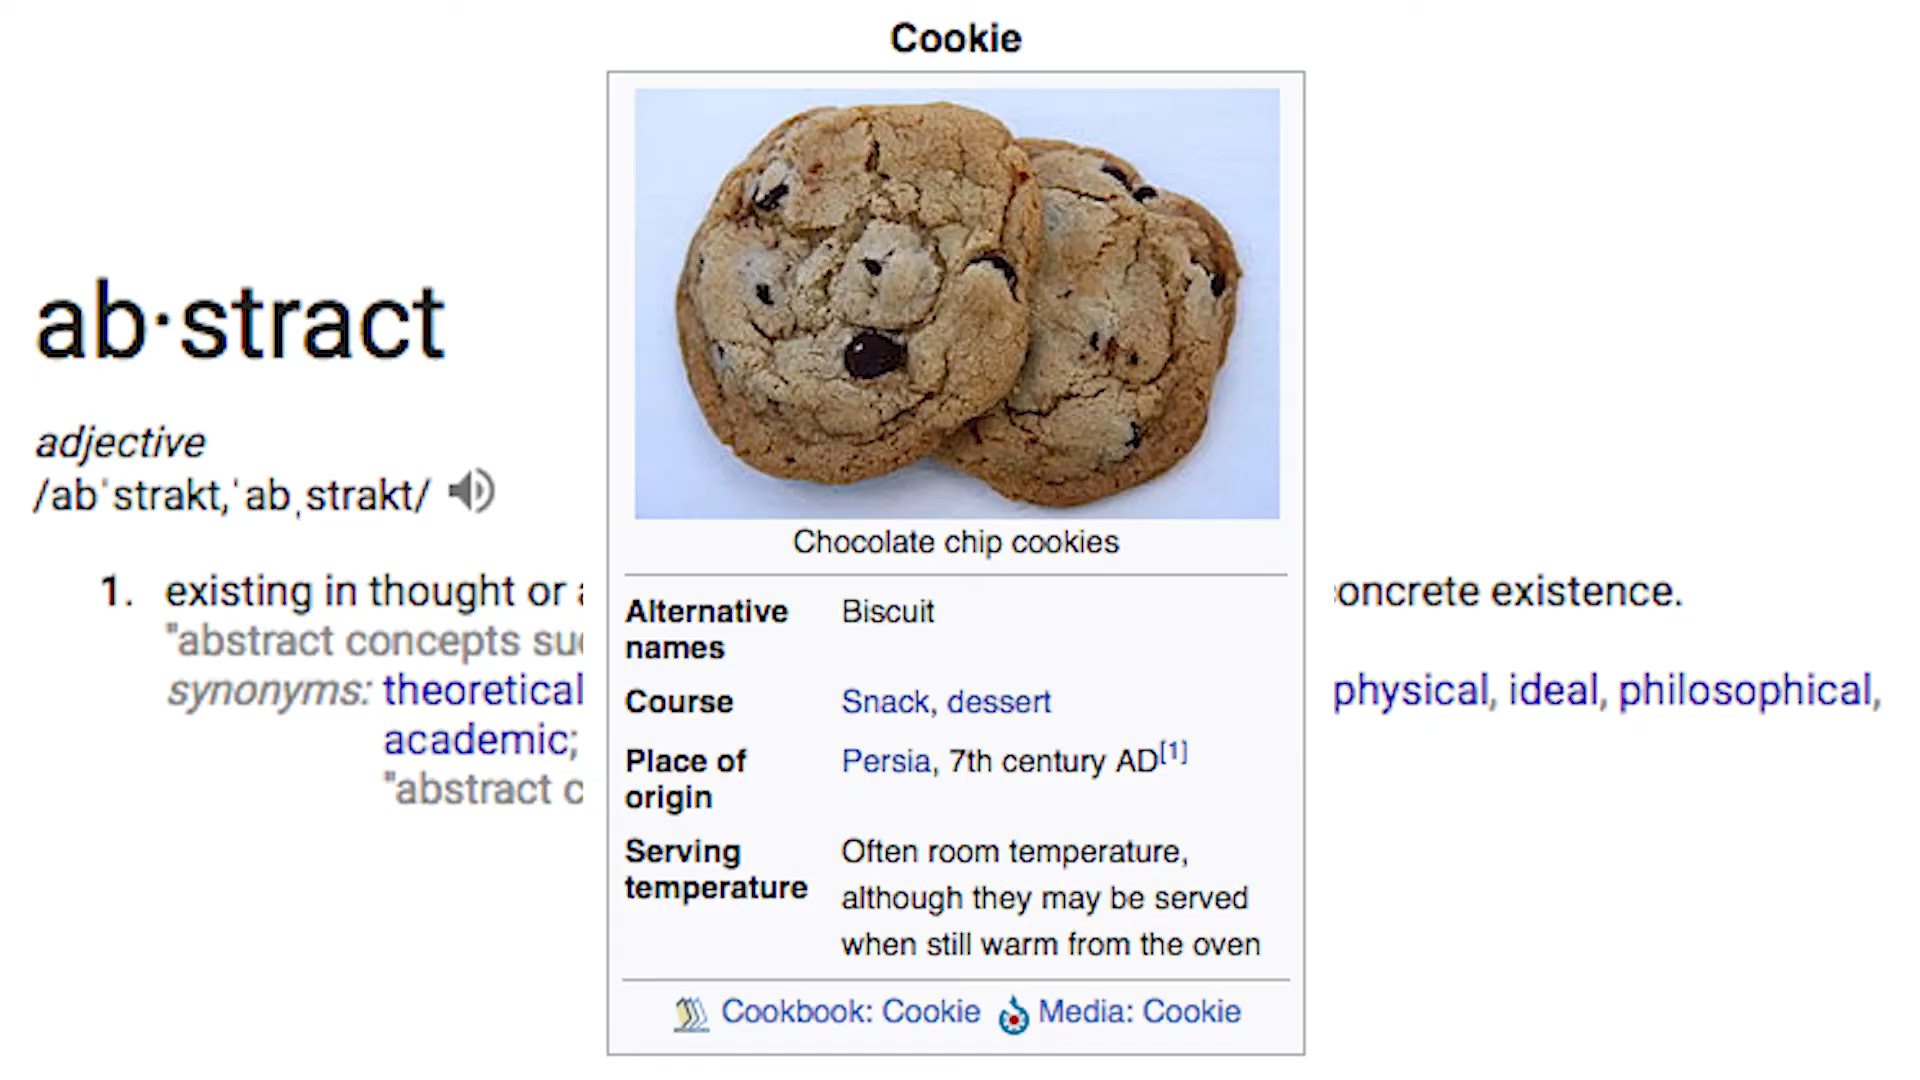 Cookie
ab·stract
adjective
/abˈstrakt,ˈabˌstrakt/
1. existing in thought or
"abstract concepts
synonyms: theoretical
academic;
"abstract
Chocolate chip cookies
Alternative names Biscuit
Course Snack, dessert
Place of origin Persia, 7th century AD[1]
Serving temperature Often room temperature,
although they may be served
when still warm from the oven
Cookbook: Cookie Media: Cookie
existence.
physical, ideal, philosophical,